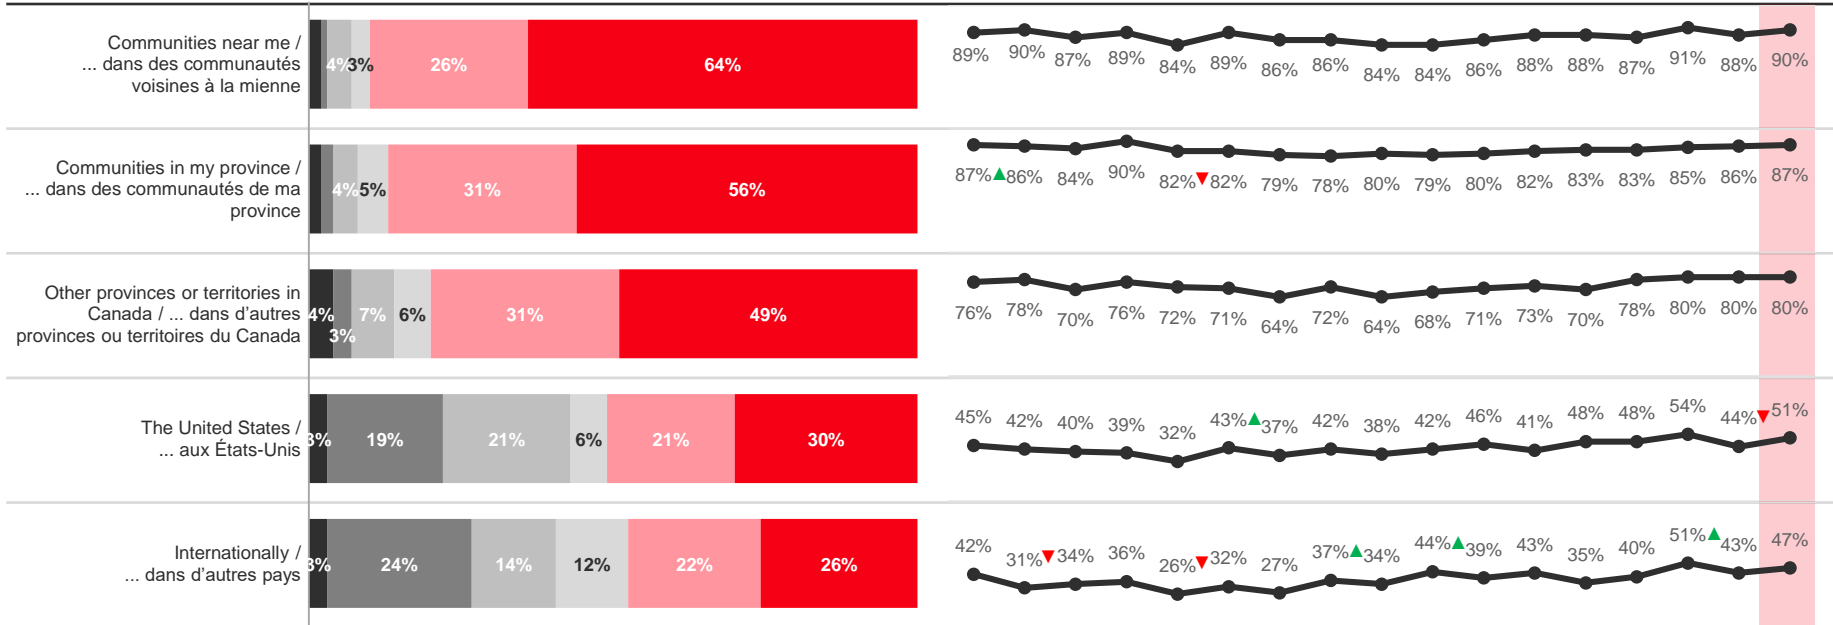 Communities near me /
... dans des communautés
voisines à la mienne
4% 3% 26% 64%
89% 90% 87% 89% 84% 89% 86% 86% 84% 84% 86% 88% 88% 87% 91% 88% 90%
Communities in my province /
... dans des communautés de ma
province
4% 5% 31% 56%
87% ▲ 86% 84% 90% 82% ▼ 82% 79% 78% 80% 79% 80% 82% 83% 83% 85% 86% 87%
Other provinces or territories in
Canada / ... dans d'autres
provinces ou territoires du Canada
4% 3% 7% 6% 31% 49%
76% 78% 70% 76% 72% 71% 64% 72% 64% 68% 71% 73% 70% 78% 80% 80% 80%
The United States /
... aux États-Unis
3% 19% 21% 6% 21% 30%
45% 42% 40% 39% 32% 43% ▲ 37% 42% 38% 42% 46% 41% 48% 48% 54% 44% ▼ 51%
Internationally /
... dans d'autres pays
3% 24% 14% 12% 22% 26%
42% 31% ▼ 34% 36% 26% ▼ 32% 27% 37% ▲ 34% 44% ▲ 39% 43% 35% 40% 51% ▲ 43% 47%